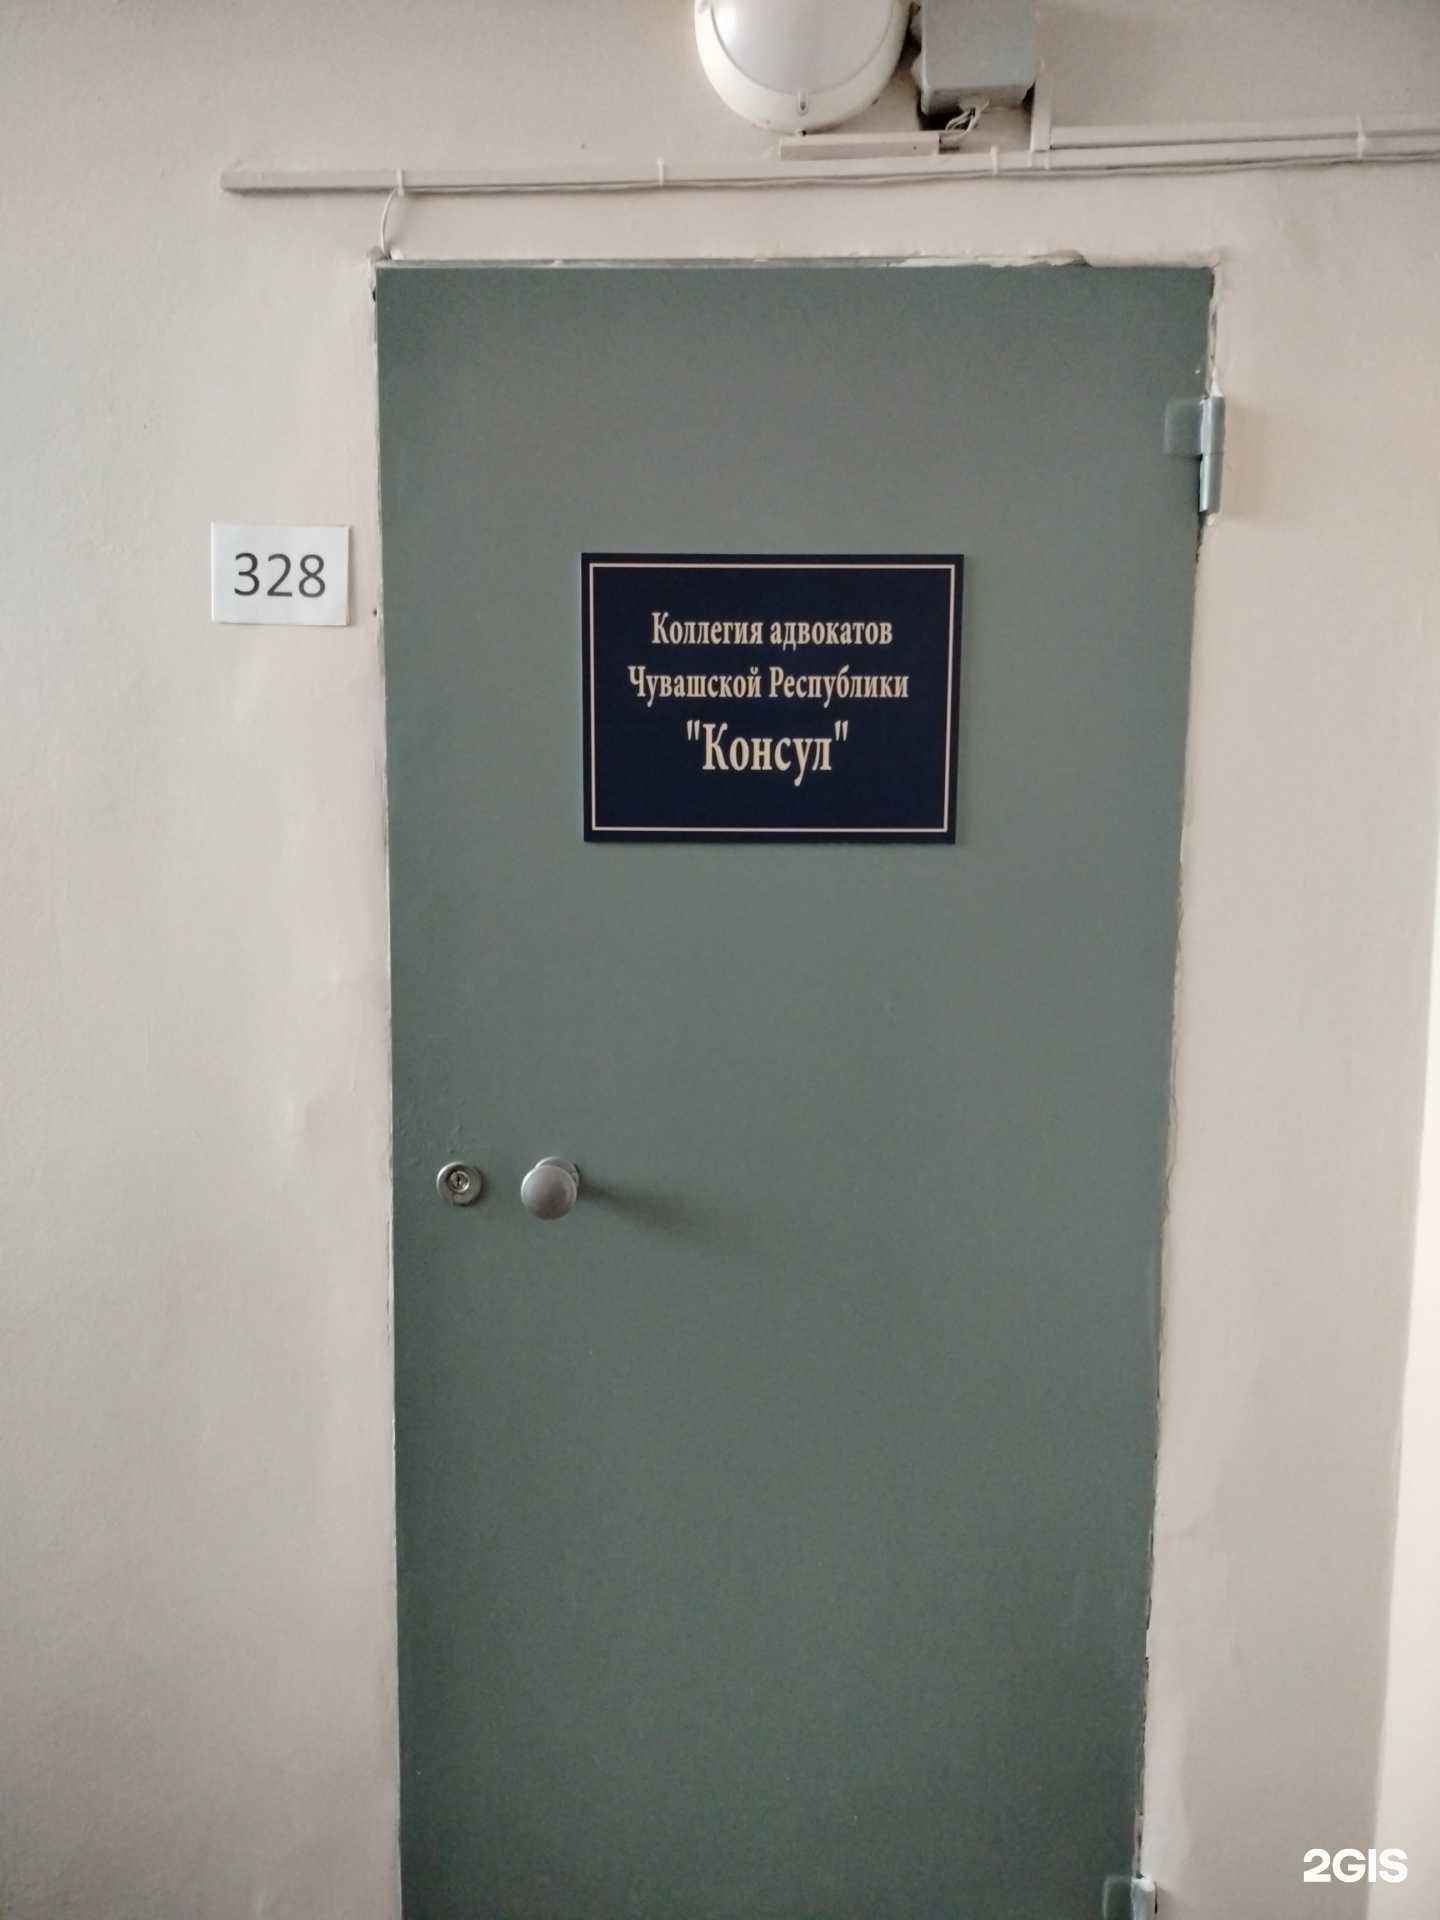 328
Коллегия адвокатов
Чувашской Республики
"Консул"
2GIS